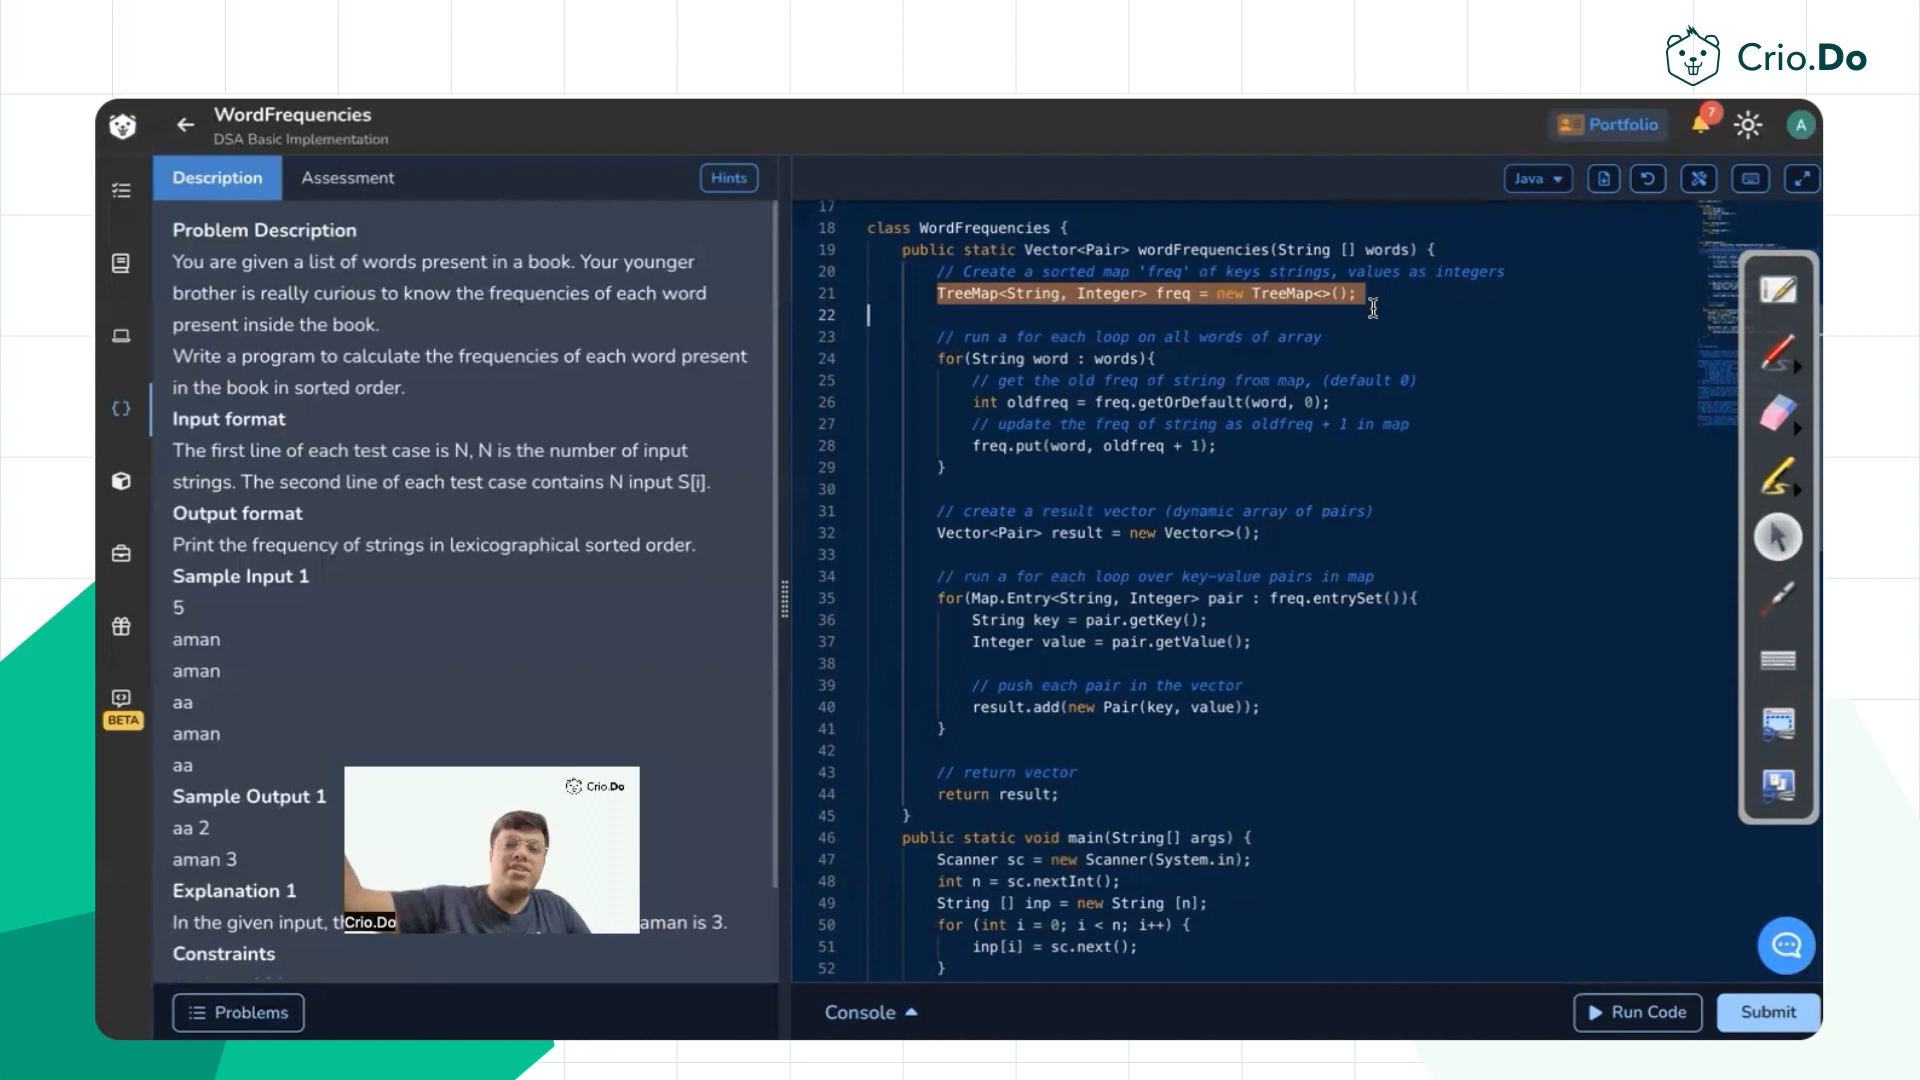 Crio.Do
WordFrequencies
DSA Basic Implementation
Portfolio
7
A
Description
Assessment
Hints
Java
Problem Description
You are given a list of words present in a book. Your younger
brother is really curious to know the frequencies of each word
present inside the book.
Write a program to calculate the frequencies of each word present
in the book in sorted order.
Input format
The first line of each test case is N, N is the number of input
strings. The second line of each test case contains N input S[i].
Output format
Print the frequency of strings in lexicographical sorted order.
Sample Input 1
5
aman
aman
aa
aman
aa
Sample Output 1
aa 2
aman 3
Explanation 1
In the given input, aman is 3.
Constraints
BETA
Crio.Do
Crio.Do
Problems
17
18 class WordFrequencies {
19 public static Vector<Pair> wordFrequencies(String [] words) {
20 // Create a sorted map 'freq' of keys strings, values as integers
21 TreeMap<String, Integer> freq = new TreeMap<>();
22
23 // run a for each loop on all words of array
24 for(String word : words){
25 // get the old freq of string from map, (default 0)
26 int oldfreq = freq.getOrDefault(word, 0);
27 // update the freq of string as oldfreq + 1 in map
28 freq.put(word, oldfreq + 1);
29 }
30
31 // create a result vector (dynamic array of pairs)
32 Vector<Pair> result = new Vector<>();
33
34 // run a for each loop over key-value pairs in map
35 for(Map.Entry<String, Integer> pair : freq.entrySet()){
36 String key = pair.getKey();
37 Integer value = pair.getValue();
38
39 // push each pair in the vector
40 result.add(new Pair(key, value));
41 }
42
43 // return vector
44 return result;
45 }
46 public static void main(String[] args) {
47 Scanner sc = new Scanner(System.in);
48 int n = sc.nextInt();
49 String [] inp = new String [n];
50 for (int i = 0; i < n; i++) {
51 inp[i] = sc.next();
52 }
Console
Run Code
Submit